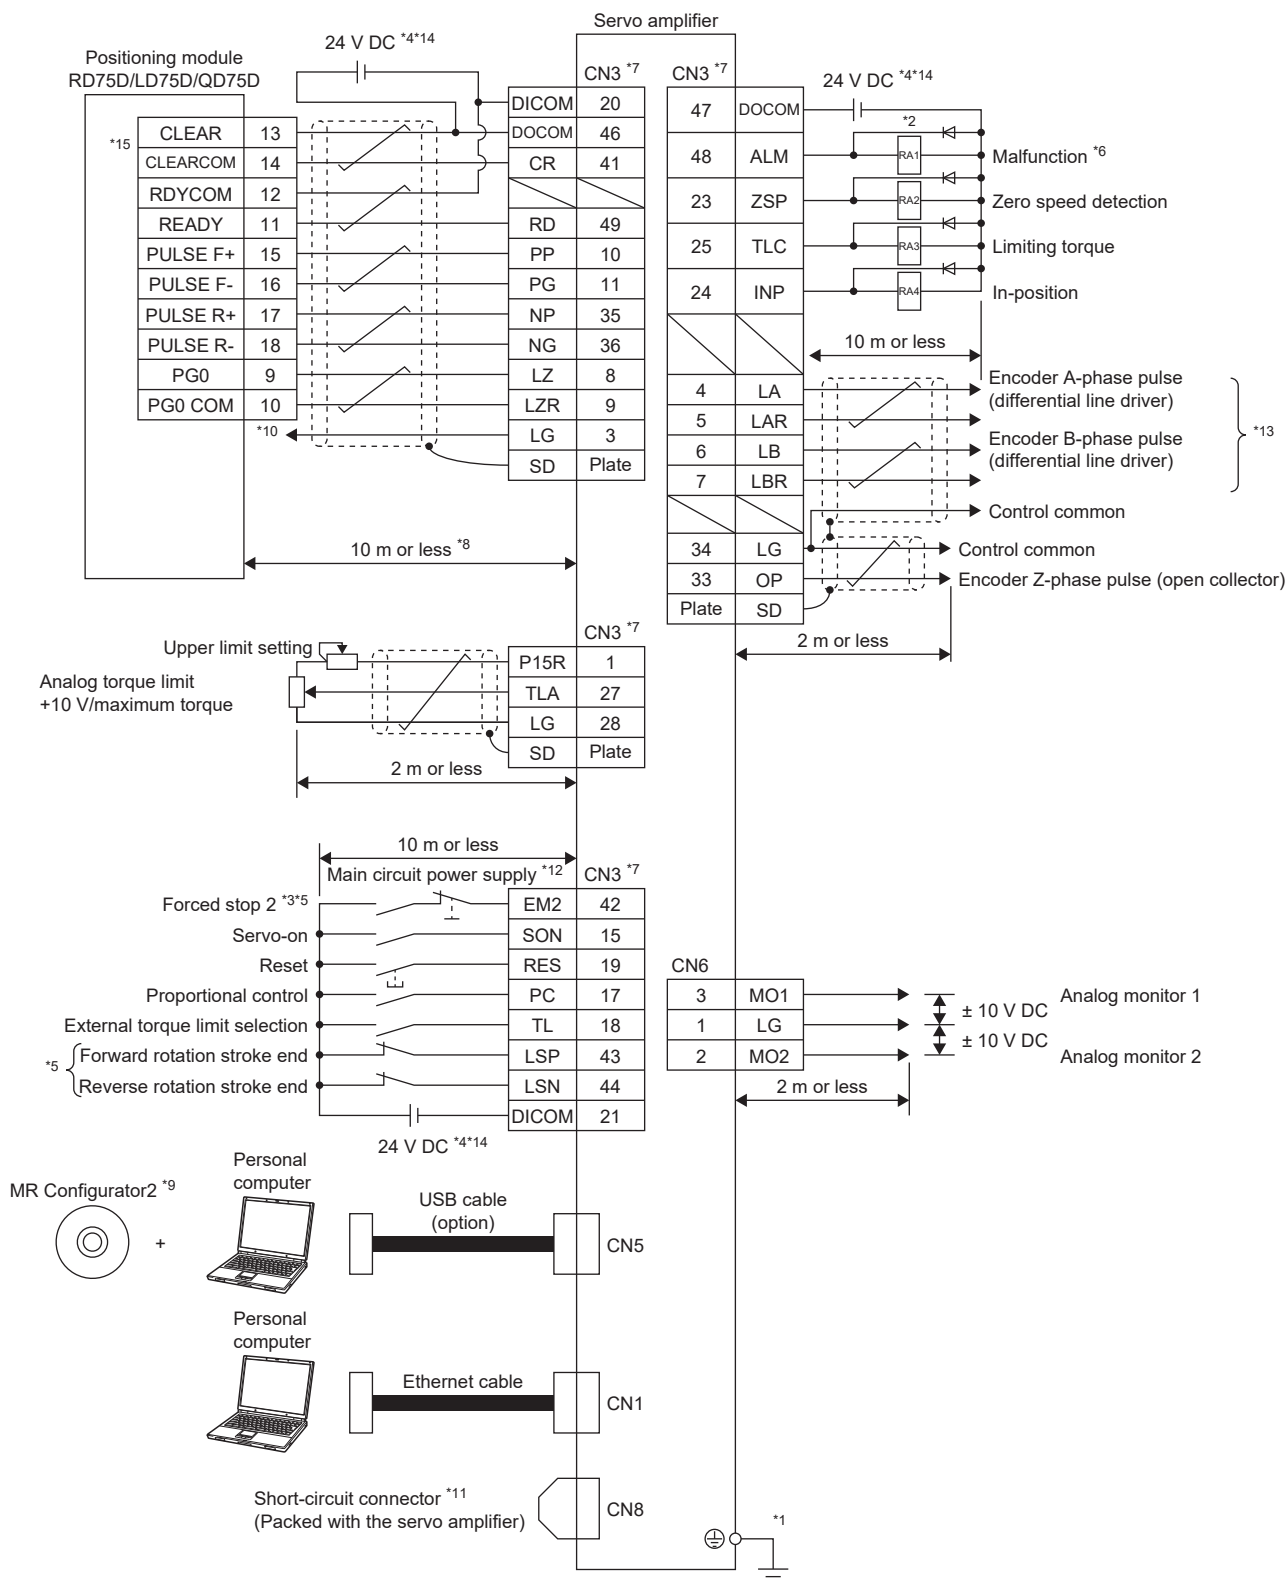 Servo amplifier
Positioning module
RD75D/LD75D/QD75D
24 V DC *4*14
CN3 *7
DICOM 20
*15 CLEAR 13 DOCOM 46
CLEARCOM 14 CR 41
RDYCOM 12
READY 11 RD 49
PULSE F+ 15 PP 10
PULSE F- 16 PG 11
PULSE R+ 17 NP 35
PULSE R- 18 NG 36
PG0 9 LZ 8
PG0 COM 10 LZR 9
*10 LG 3
SD Plate
10 m or less *8
CN3 *7
24 V DC *4*14
47 DOCOM
*2
48 ALM RA1 Malfunction *6
23 ZSP RA2 Zero speed detection
25 TLC RA3 Limiting torque
24 INP RA4 In-position
10 m or less
4 LA Encoder A-phase pulse
(differential line driver)
5 LAR
*13
6 LB Encoder B-phase pulse
(differential line driver)
7 LBR
Control common
34 LG Control common
33 OP Encoder Z-phase pulse (open collector)
Plate SD
2 m or less
CN3 *7
Upper limit setting
P15R 1
Analog torque limit
+10 V/maximum torque
TLA 27
LG 28
SD Plate
2 m or less
10 m or less
Main circuit power supply *12
CN3 *7
Forced stop 2 *3*5 EM2 42
Servo-on SON 15
Reset RES 19
Proportional control PC 17
External torque limit selection TL 18
*5 Forward rotation stroke end LSP 43
Reverse rotation stroke end LSN 44
DICOM 21
24 V DC *4*14
CN6
3 MO1 Analog monitor 1
± 10 V DC
1 LG
± 10 V DC
2 MO2 Analog monitor 2
2 m or less
MR Configurator2 *9
+
Personal
computer
USB cable
(option)
CN5
Personal
computer
Ethernet cable
CN1
Short-circuit connector *11
(Packed with the servo amplifier)
CN8
*1